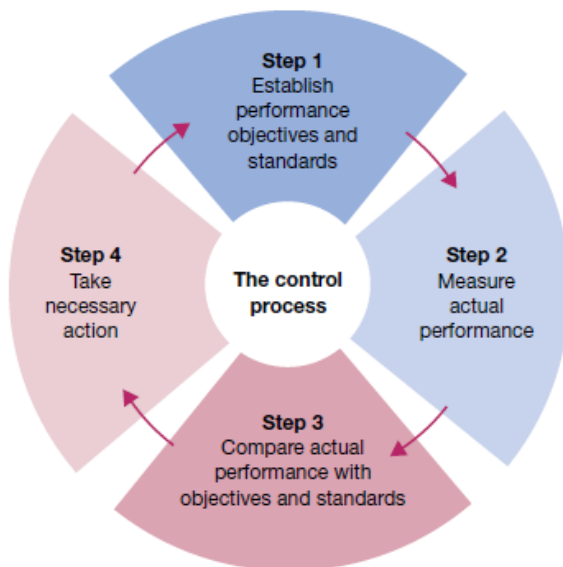 Step 1
Establish
performance
objectives and
standards
Step 2
Measure
actual
performance
Step 3
Compare actual
performance with
objectives and standards
Step 4
Take
necessary
action
The control
process